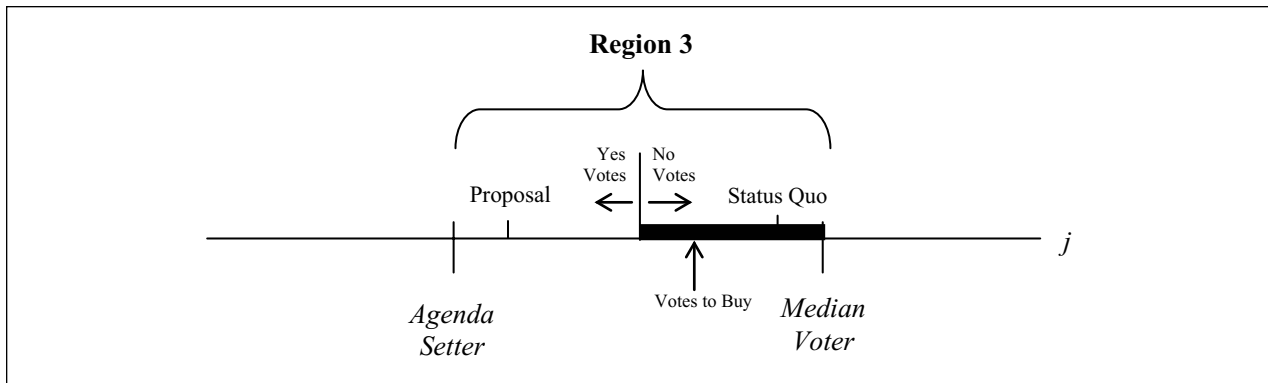 Region 3
Yes
Votes
No
Votes
Proposal
Status Quo
j
Votes to Buy
Agenda
Setter
Median
Voter